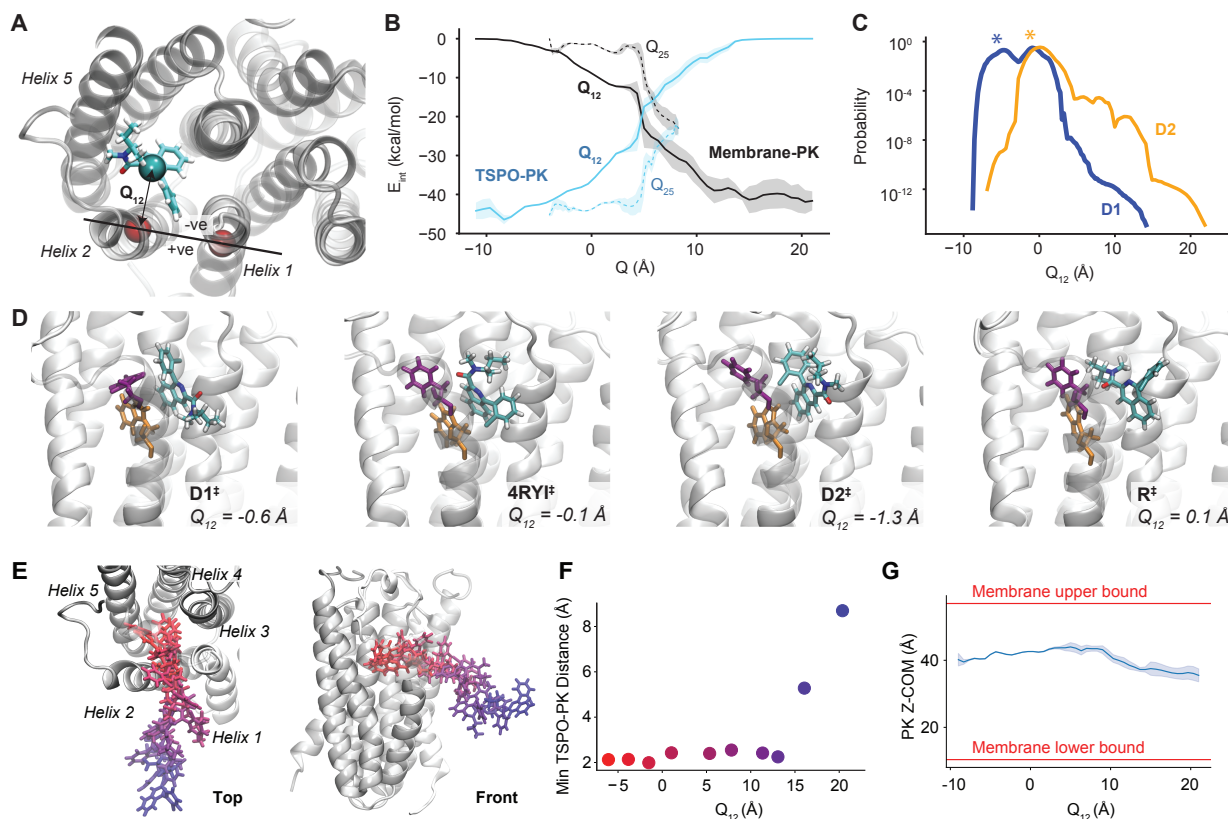 A
Helix 5
Q12
-ve
+ve
Helix 2
Helix 1
B
0
−10
−20
−30
−40
−50
Eint (kcal/mol)
Q25
Q12
Q12
Membrane-PK
TSPO-PK
Q25
−10
0
10
20
Q (Å)
C
*
*
10^0
10^−4
10^−8
10^−12
Probability
D2
D1
−10
0
10
20
Q12 (Å)
D
D1‡
Q12 = -0.6 Å
4RYI‡
Q12 = -0.1 Å
D2‡
Q12 = -1.3 Å
R‡
Q12 = 0.1 Å
E
Helix 5
Helix 4
Helix 3
Helix 2
Helix 1
Top
Front
F
8
6
4
2
Min TSPO-PK Distance (Å)
−5
0
5
10
15
20
Q12 (Å)
G
Membrane upper bound
40
20
PK Z-COM (Å)
Membrane lower bound
-10
0
10
20
Q12 (Å)